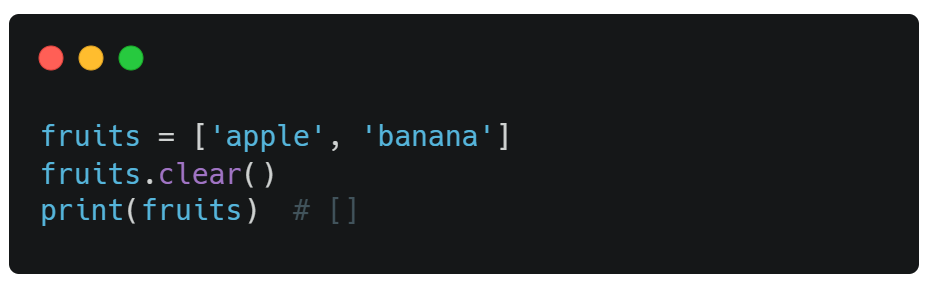 fruits = ['apple', 'banana']
fruits.clear()
print(fruits)  # []